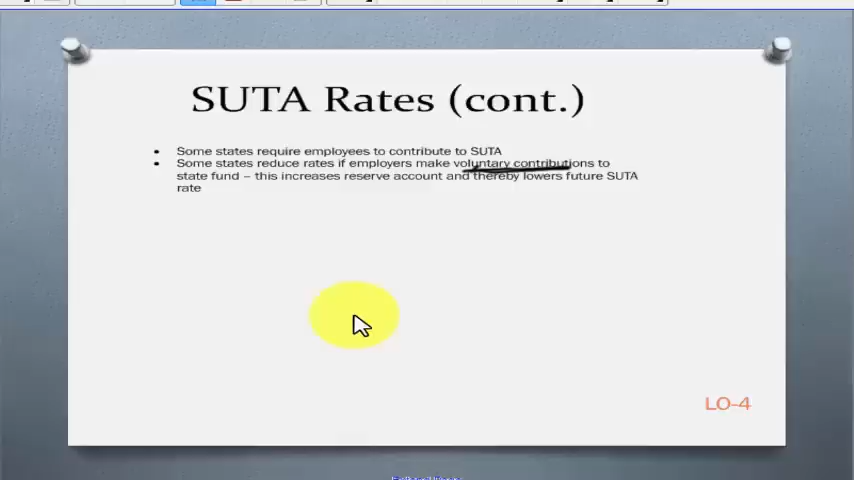 SUTA Rates (cont.)
• Some states require employees to contribute to SUTA
• Some states reduce rates if employers make voluntary contributions to
state fund – this increases reserve account and thereby lowers future SUTA
rate
LO-4